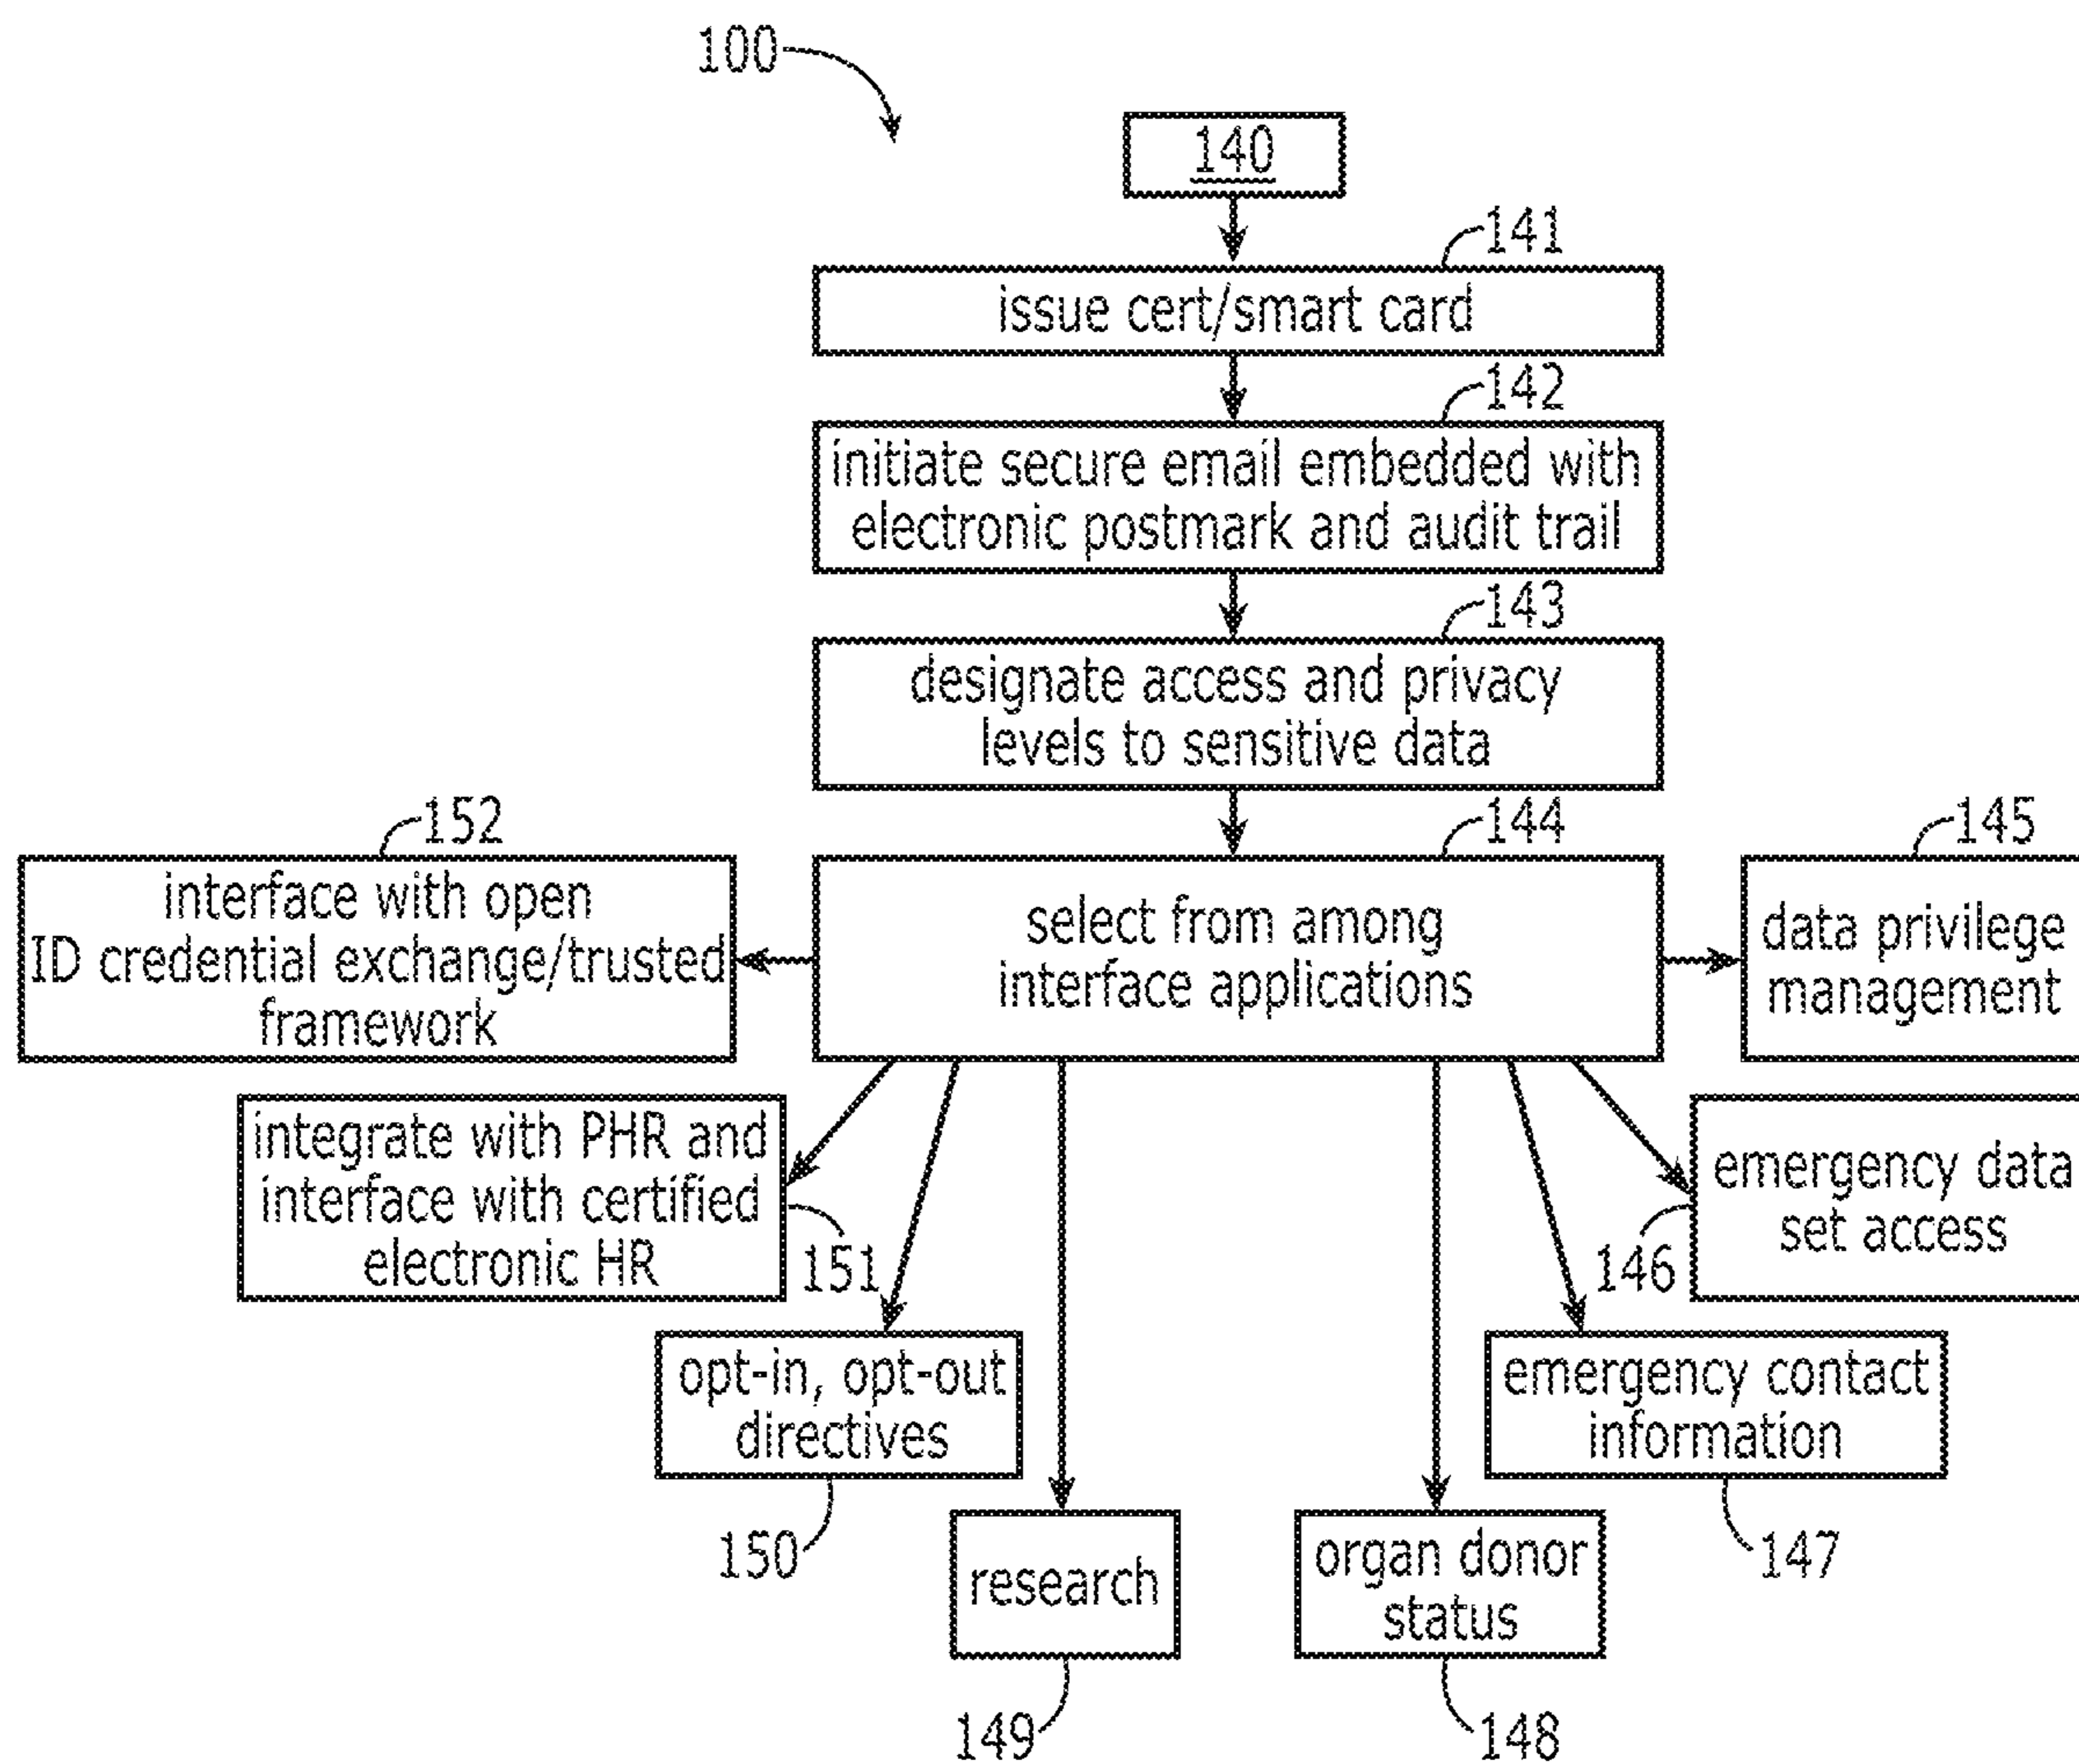 100
140
141
issue cert/smart card
142
initiate secure email embedded with
electronic postmark and audit trail
143
designate access and privacy
levels to sensitive data
152
144
145
interface with open
ID credential exchange/trusted
framework
select from among
interface applications
data privilege
management
integrate with PHR and
interface with certified
electronic HR
151
146
emergency data
set access
opt-in, opt-out
directives
emergency contact
information
150
147
research
organ donor
status
149
148